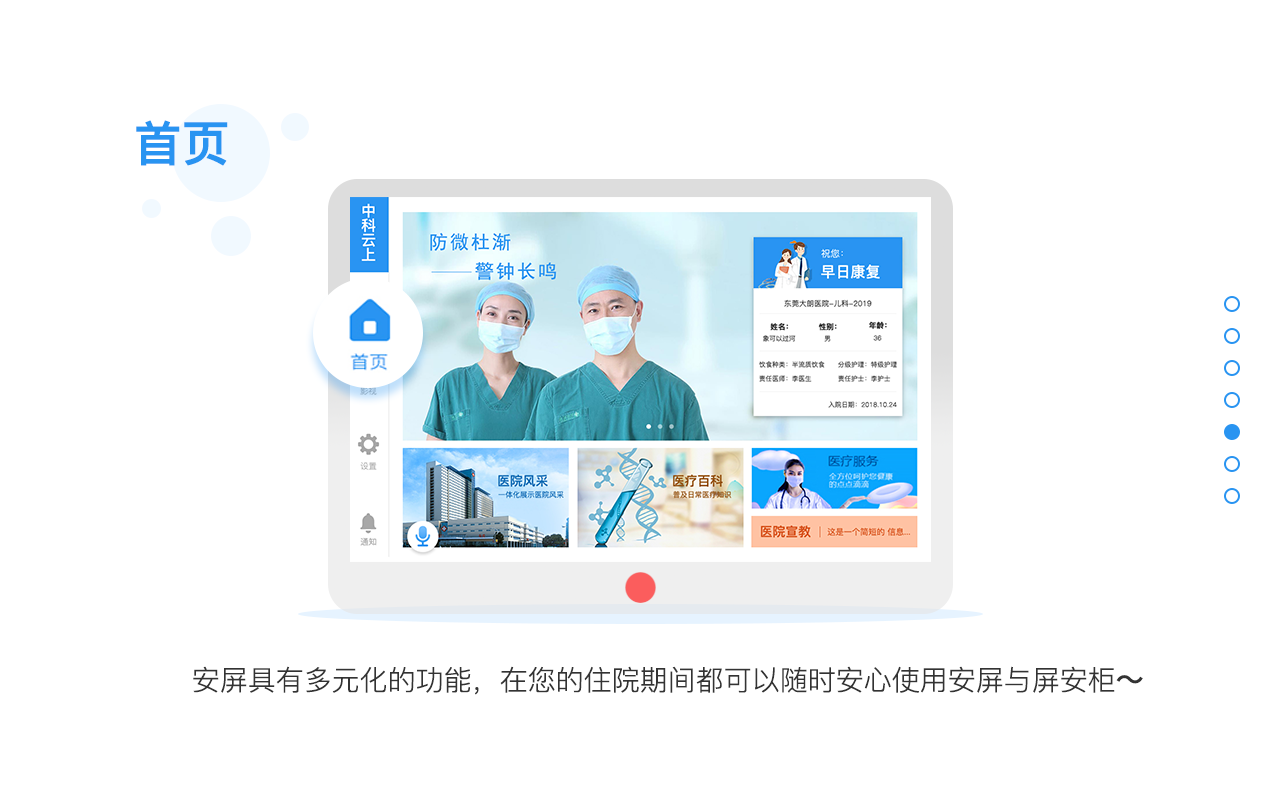 首页
中科云上
首页
影视
设置
通知
防微杜渐
——警钟长鸣
祝您：
早日康复
东莞大朗医院-儿科-2019
姓名： 性别： 年龄：
象可以过河 男 36
饮食种类：半流质饮食 分级护理：特级护理
责任医师：李医生 责任护士：李护士
入院日期：2018.10.24
医院风采
一体化展示医院风采
医疗百科
普及日常医疗知识
医疗服务
全方位呵护您健康
的点点滴滴
医院宣教 | 这是一个简短的 信息...
安屏具有多元化的功能，在您的住院期间都可以随时安心使用安屏与屏安柜～